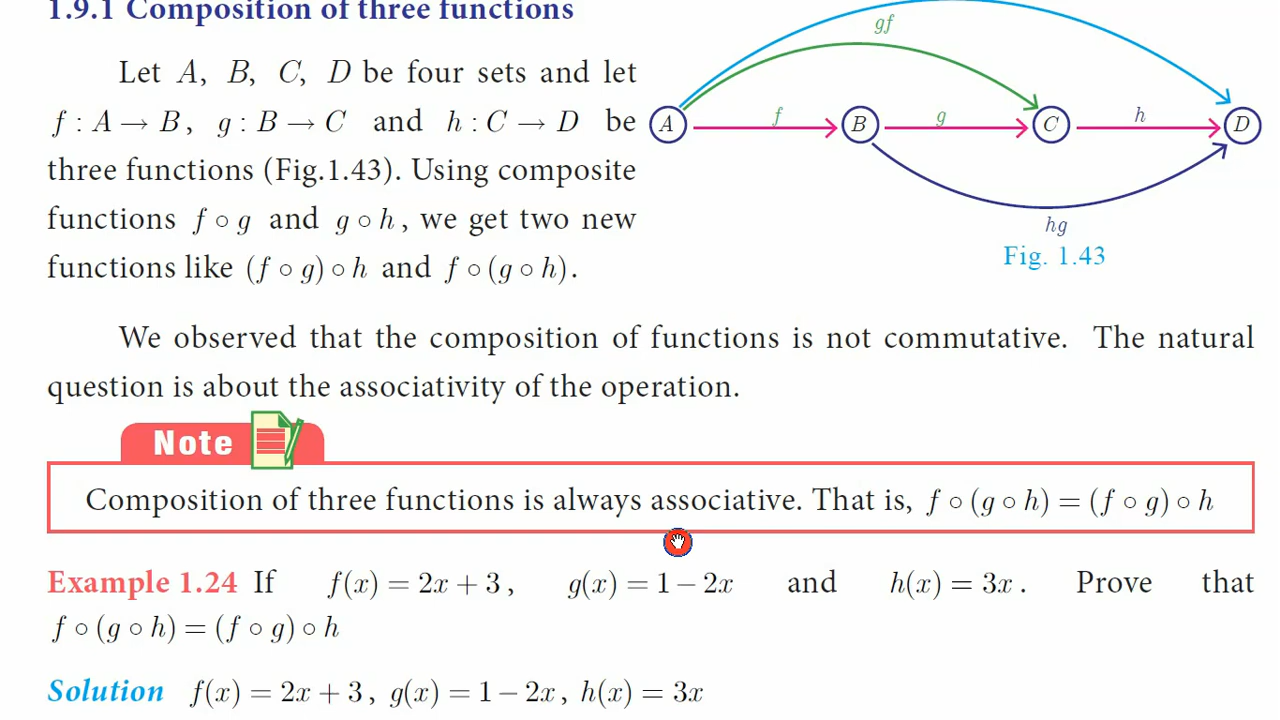 1.9.1 Composition of three functions
Let A, B, C, D be four sets and let
f : A → B, g : B → C and h : C → D be
three functions (Fig.1.43). Using composite
functions f ∘ g and g ∘ h, we get two new
functions like (f ∘ g) ∘ h and f ∘ (g ∘ h).
gf
A f B g C h D
hg
Fig. 1.43
We observed that the composition of functions is not commutative. The natural
question is about the associativity of the operation.
Note
Composition of three functions is always associative. That is, f ∘ (g ∘ h) = (f ∘ g) ∘ h
Example 1.24 If f(x) = 2x + 3, g(x) = 1 − 2x and h(x) = 3x. Prove that
f ∘ (g ∘ h) = (f ∘ g) ∘ h
Solution f(x) = 2x + 3, g(x) = 1 − 2x, h(x) = 3x